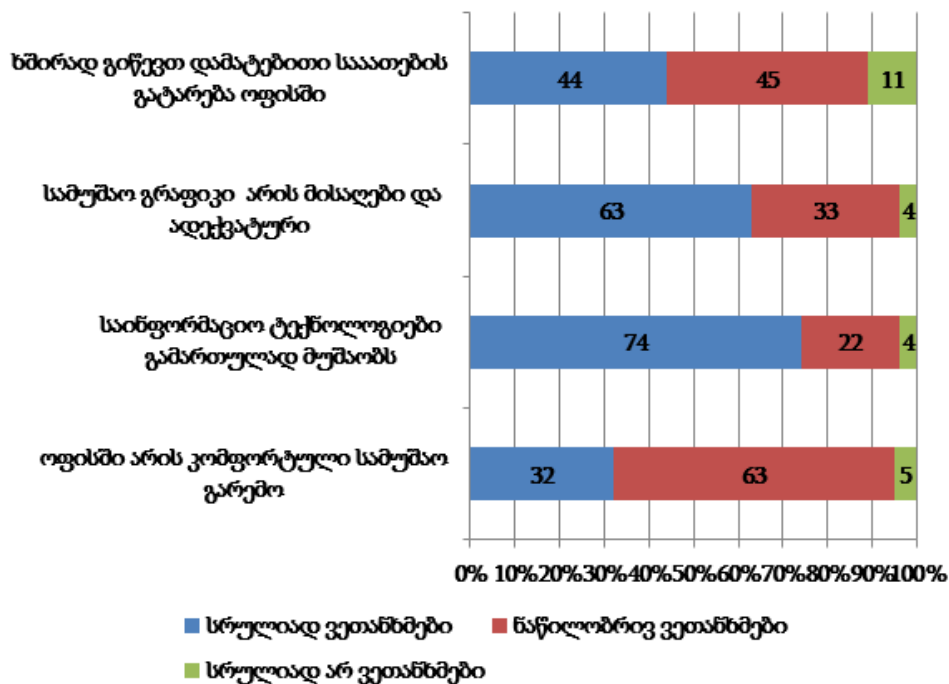 ხშირად გიწევთ დამატებითი სააათების
გატარება ოფისში
44 45 11
სამუშაო გრაფიკი არის მისაღები და
ადექვატური
63 33 4
საინფორმაციო ტექნოლოგიები
გამართულად მუშაობს
74 22 4
ოფისში არის კომფორტული სამუშაო
გარემო
32 63 5
0% 10% 20% 30% 40% 50% 60% 70% 80% 90% 100%
სრულიად ვეთანხმები ნაწილობრივ ვეთანხმები
სრულიად არ ვეთანხმები